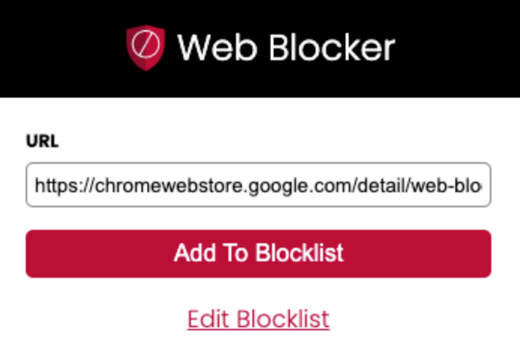 Web Blocker
URL
https://chromewebstore.google.com/detail/web-blo
Add To Blocklist
Edit Blocklist